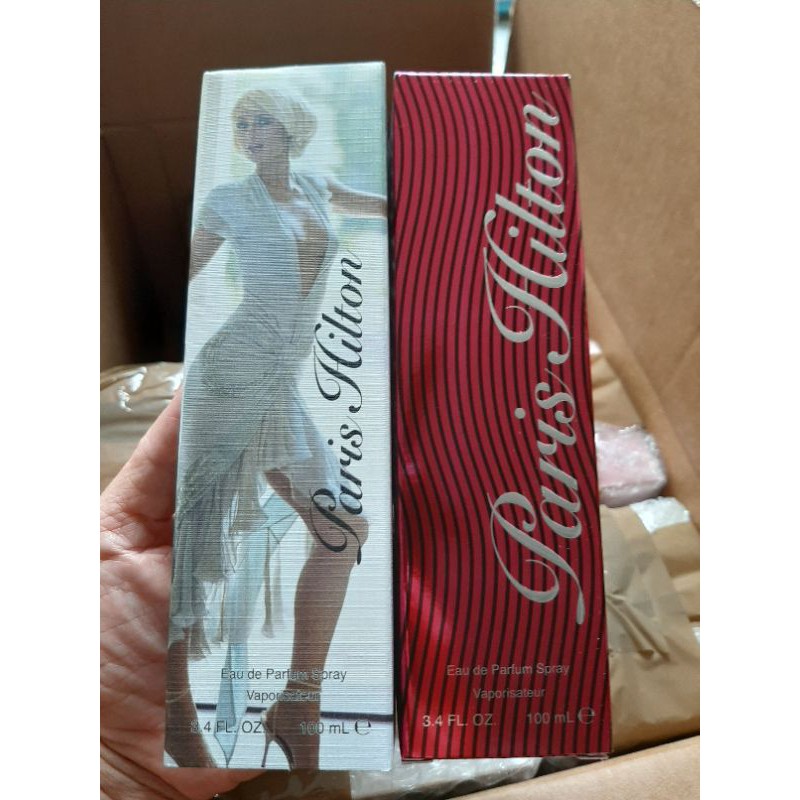 Paris Hilton
Eau de Parfum Spray
Vaporisateur
3.4 FL. OZ. 100 mL ℮
Paris Hilton
Eau de Parfum Spray
Vaporisateur
3.4 FL. OZ. 100 mL ℮